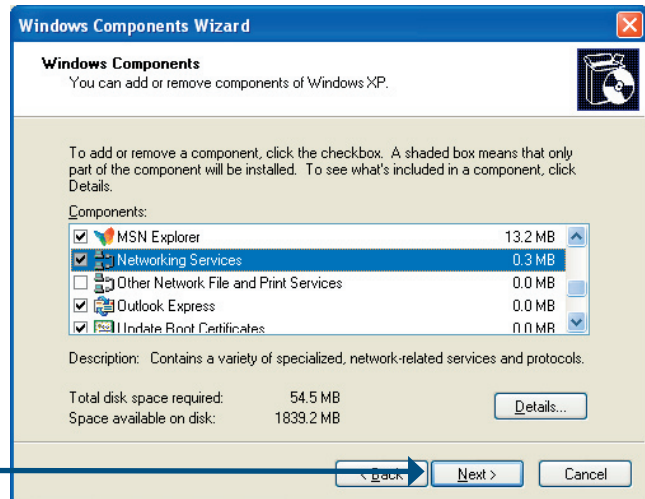 Windows Components Wizard
Windows Components
You can add or remove components of Windows XP.
To add or remove a component, click the checkbox. A shaded box means that only
part of the component will be installed. To see what's included in a component, click
Details.
Components:
MSN Explorer 13.2 MB
Networking Services 0.3 MB
Other Network File and Print Services 0.0 MB
Outlook Express 0.0 MB
Update Root Certificates 0.0 MB
Description: Contains a variety of specialized, network-related services and protocols.
Total disk space required: 54.5 MB
Space available on disk: 1839.2 MB
Details...
< Back Next > Cancel